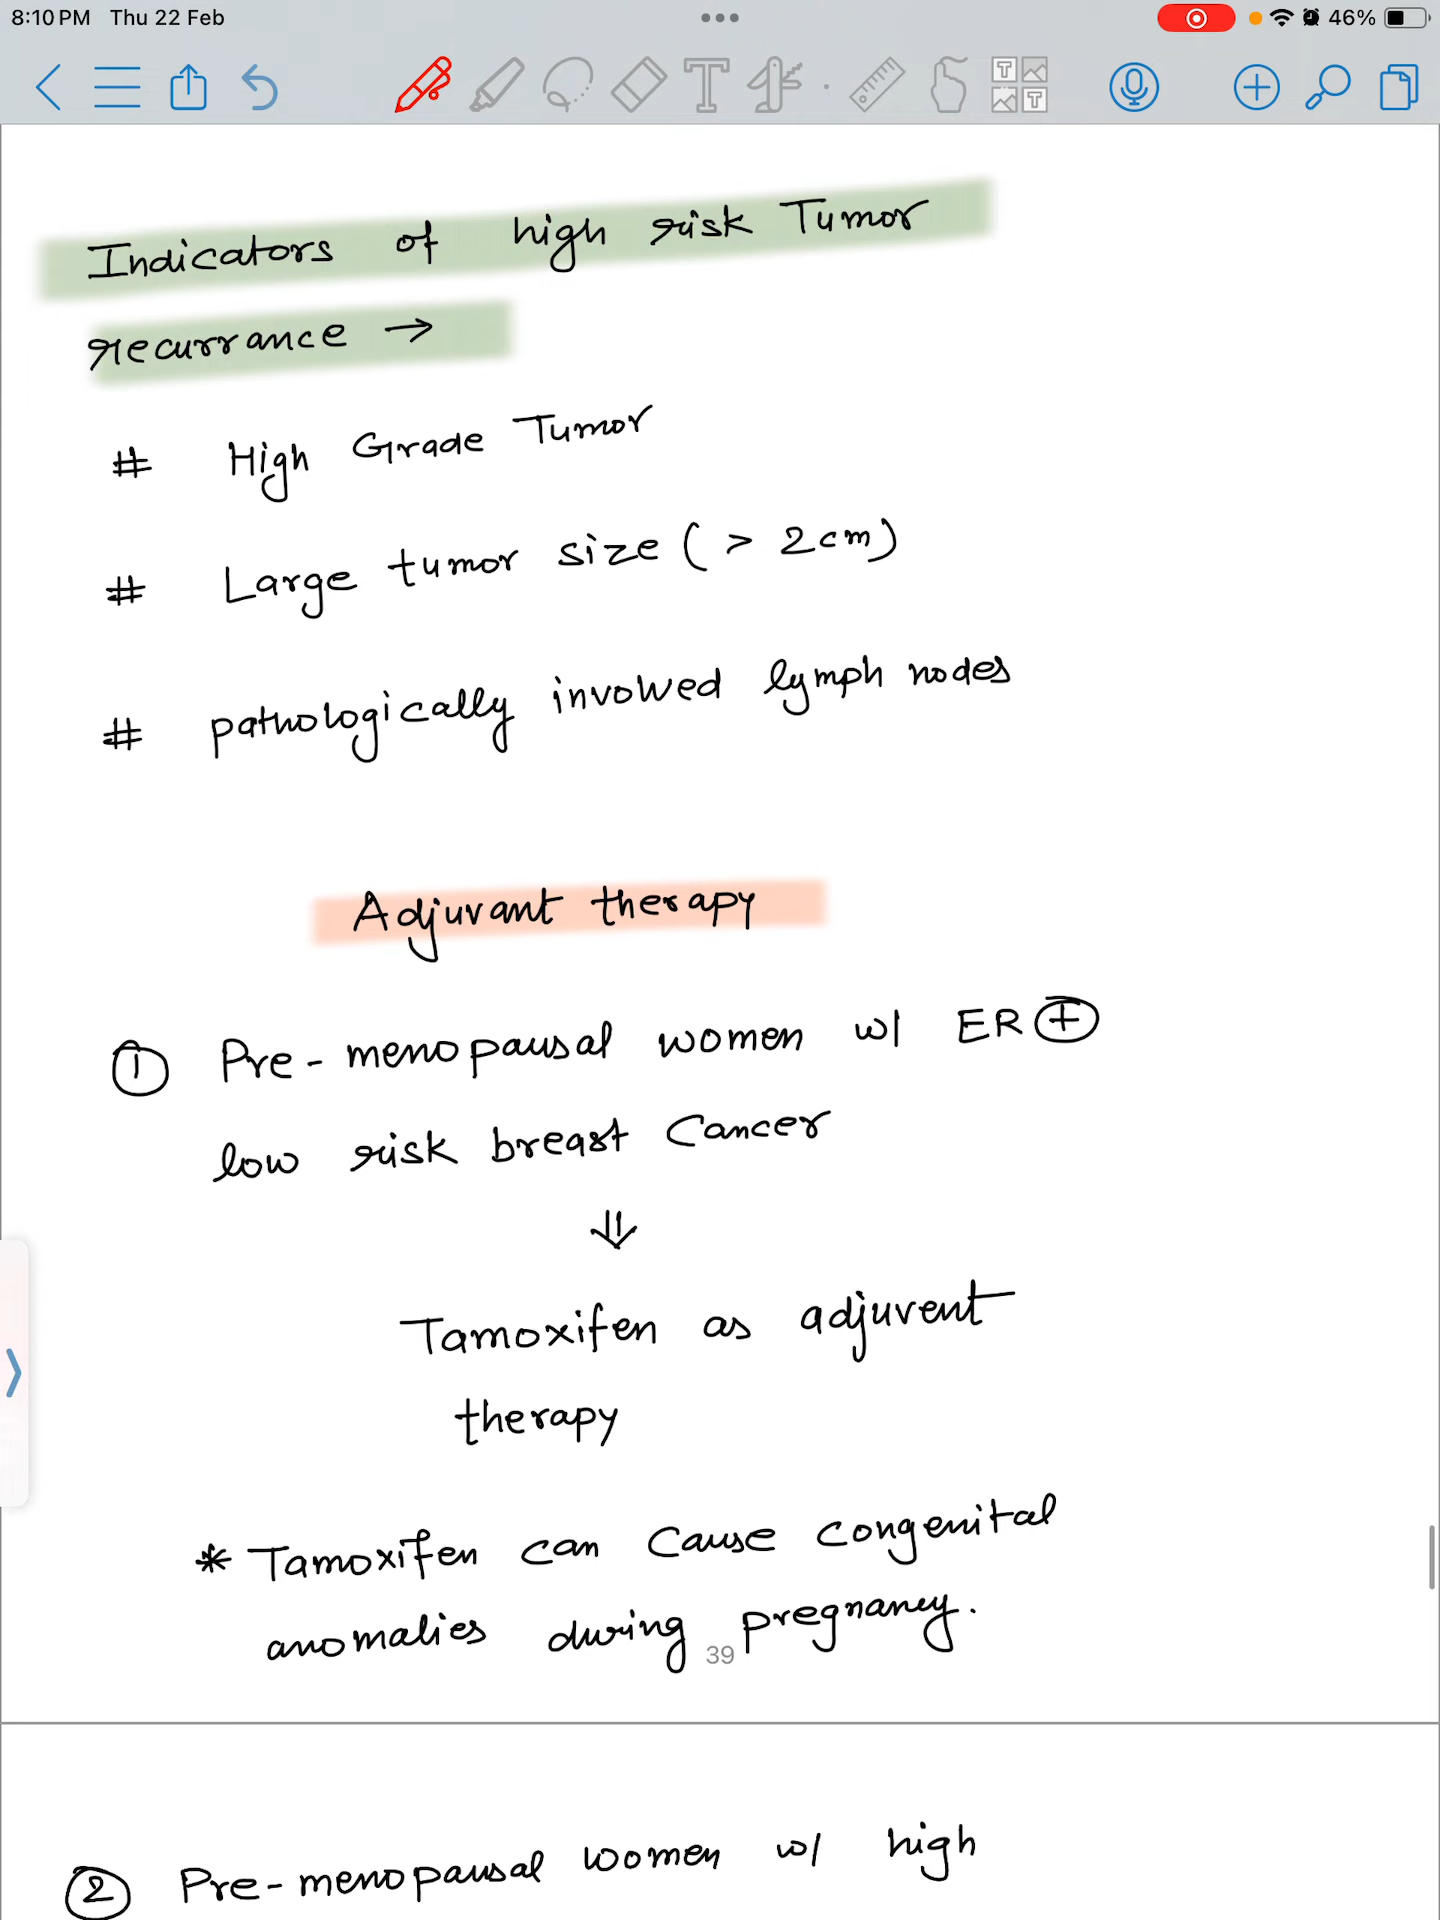 8:10 PM Thu 22 Feb 46%
Indicators of high risk Tumor
recurrance →
# High Grade Tumor
# Large tumor size ( > 2cm)
# pathologically involved lymph nodes
Adjuvant therapy
① Pre-menopausal women w/ ER⊕
low risk breast Cancer
⇓
Tamoxifen as adjuvent
therapy
* Tamoxifen can cause congenital
anomalies during pregnancy.
39
② Pre-menopausal women w/ high